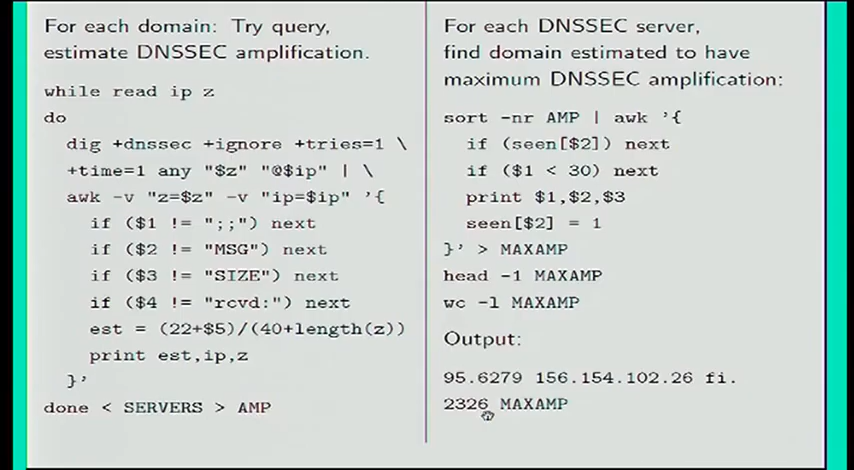 For each domain: Try query,
estimate DNSSEC amplification.
while read ip z
do
dig +dnssec +ignore +tries=1 \
+time=1 any "$z" "@$ip" | \
awk -v "z=$z" -v "ip=$ip" '{
if ($1 != ";;") next
if ($2 != "MSG") next
if ($3 != "SIZE") next
if ($4 != "rcvd:") next
est = (22+$5)/(40+length(z))
print est,ip,z
}'
done < SERVERS > AMP
For each DNSSEC server,
find domain estimated to have
maximum DNSSEC amplification:
sort -nr AMP | awk '{
if (seen[$2]) next
if ($1 < 30) next
print $1,$2,$3
seen[$2] = 1
}' > MAXAMP
head -1 MAXAMP
wc -l MAXAMP
Output:
95.6279 156.154.102.26 fi.
2326 MAXAMP